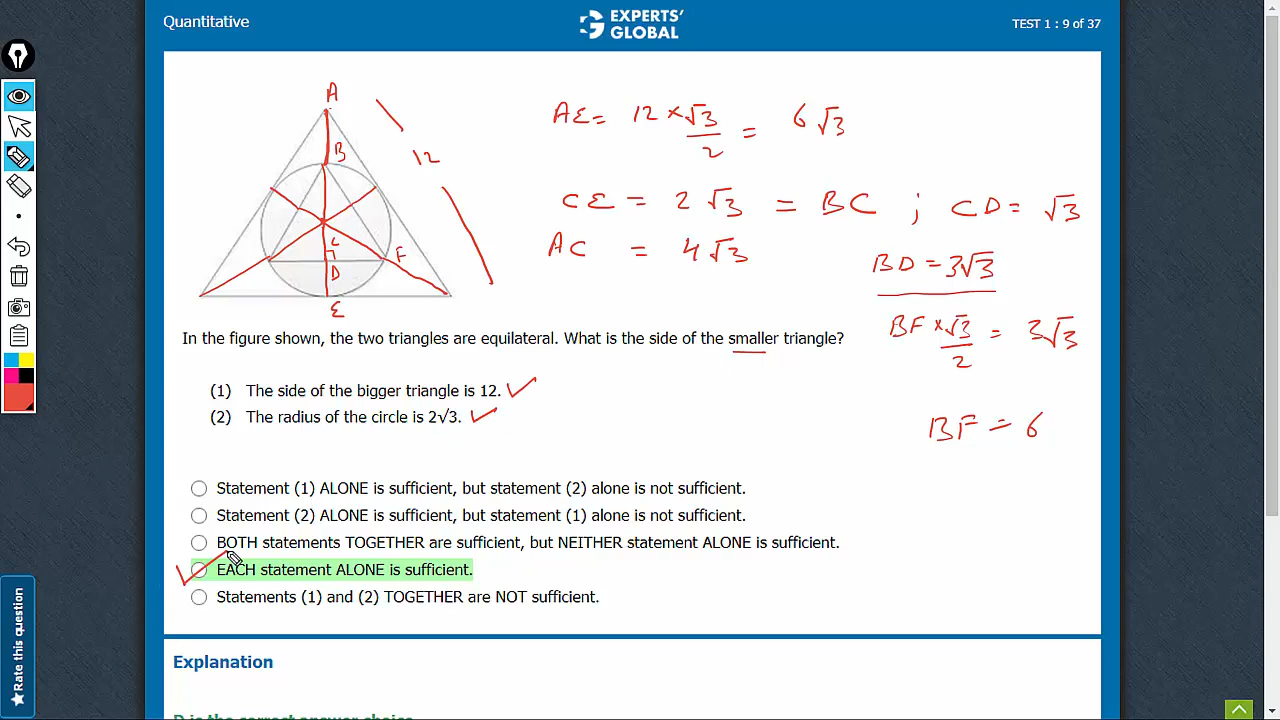 Quantitative
EXPERTS'
GLOBAL
TEST 1 : 9 of 37
A
B
12
C
F
D
E
AE = 12 × √3/2 = 6√3
CE = 2√3 = BC ; CD = √3
AC = 4√3
BD = 3√3
BF × √3/2 = 3√3
BF = 6
In the figure shown, the two triangles are equilateral. What is the side of the smaller triangle?
(1) The side of the bigger triangle is 12.
(2) The radius of the circle is 2√3.
Statement (1) ALONE is sufficient, but statement (2) alone is not sufficient.
Statement (2) ALONE is sufficient, but statement (1) alone is not sufficient.
BOTH statements TOGETHER are sufficient, but NEITHER statement ALONE is sufficient.
EACH statement ALONE is sufficient.
Statements (1) and (2) TOGETHER are NOT sufficient.
Rate this question
Explanation
D is the correct answer choice.